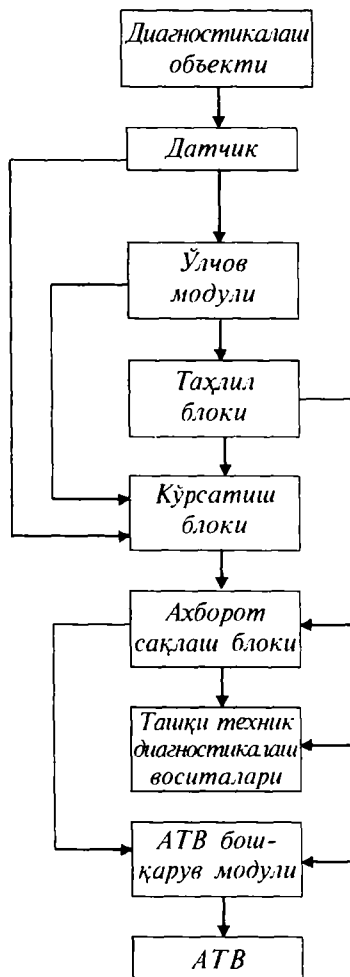 Диагностикалаш
объекти
Датчик
Ўлчов
модули
Таҳлил
блоки
Кўрсатиш
блоки
Ахборот
сақлаш блоки
Ташқи техник
диагностикалаш
воситалари
АТВ бош-
қарув модули
АТВ